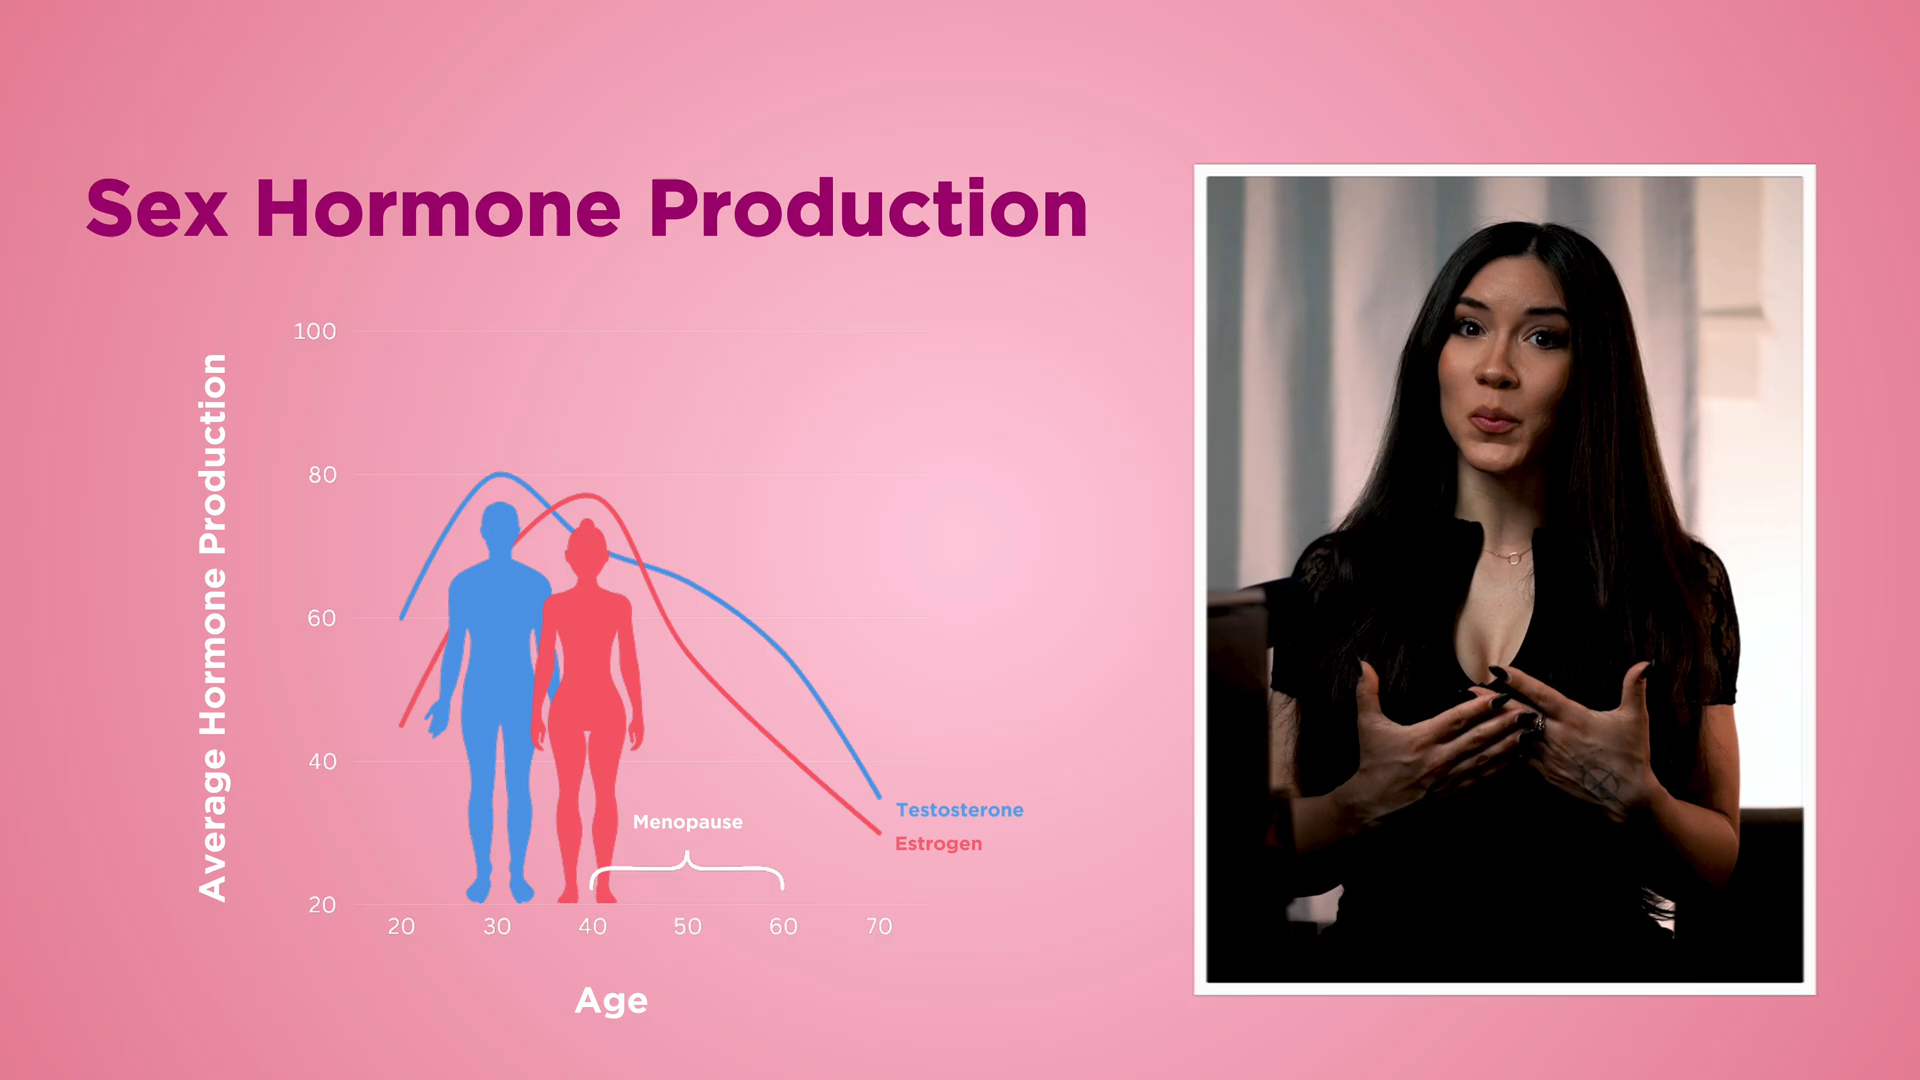 Sex Hormone Production
Average Hormone Production
100
80
60
40
20
Menopause
Testosterone
Estrogen
20 30 40 50 60 70
Age